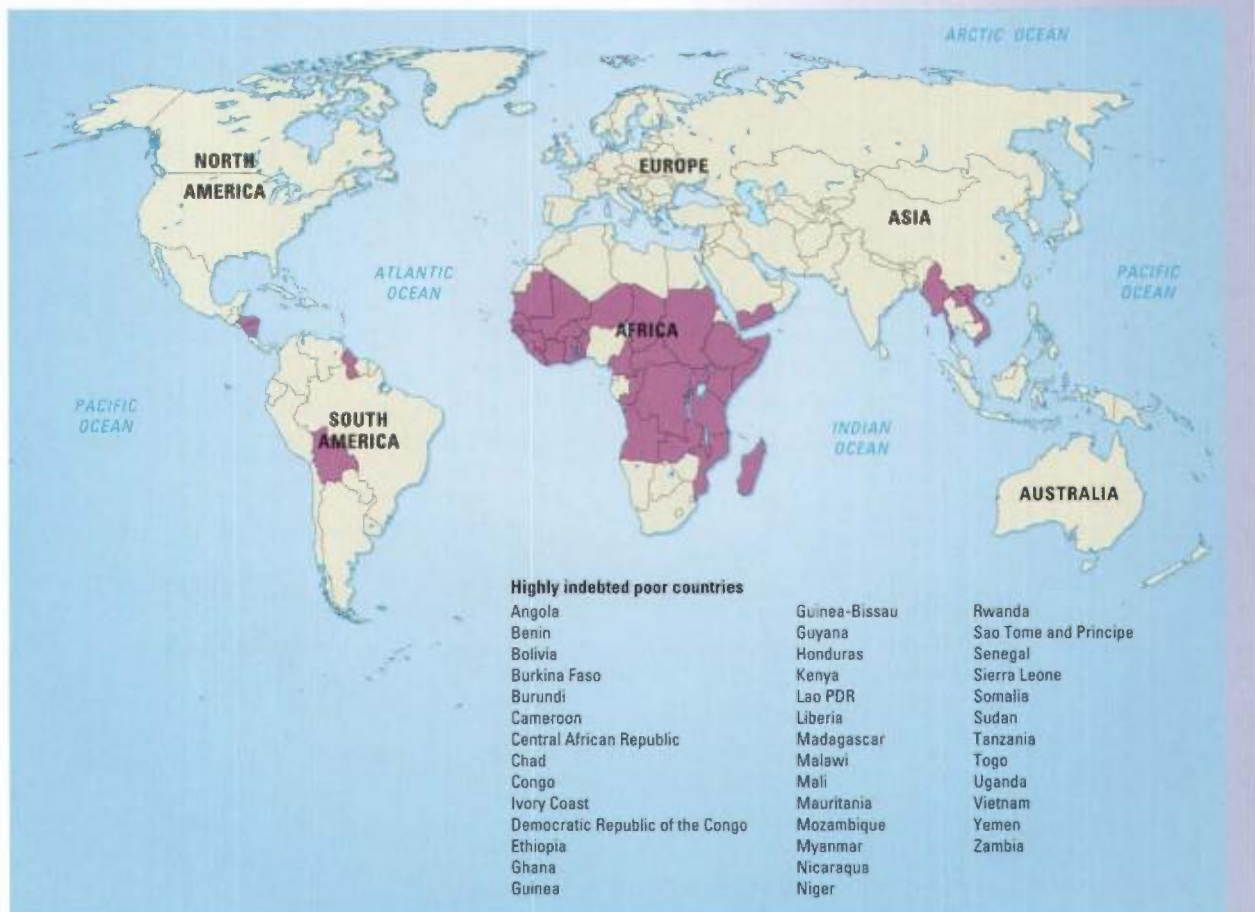 ARCTIC OCEAN
NORTH
AMERICA
EUROPE
ASIA
ATLANTIC
OCEAN
PACIFIC
OCEAN
AFRICA
PACIFIC
OCEAN
SOUTH
AMERICA
INDIAN
OCEAN
AUSTRALIA
Highly indebted poor countries
Angola
Benin
Bolivia
Burkina Faso
Burundi
Cameroon
Central African Republic
Chad
Congo
Ivory Coast
Democratic Republic of the Congo
Ethiopia
Ghana
Guinea
Guinea-Bissau
Guyana
Honduras
Kenya
Lao PDR
Liberia
Madagascar
Malawi
Mali
Mauritania
Mozambique
Myanmar
Nicaraqua
Niger
Rwanda
Sao Tome and Principe
Senegal
Sierra Leone
Somalia
Sudan
Tanzania
Togo
Uganda
Vietnam
Yemen
Zambia